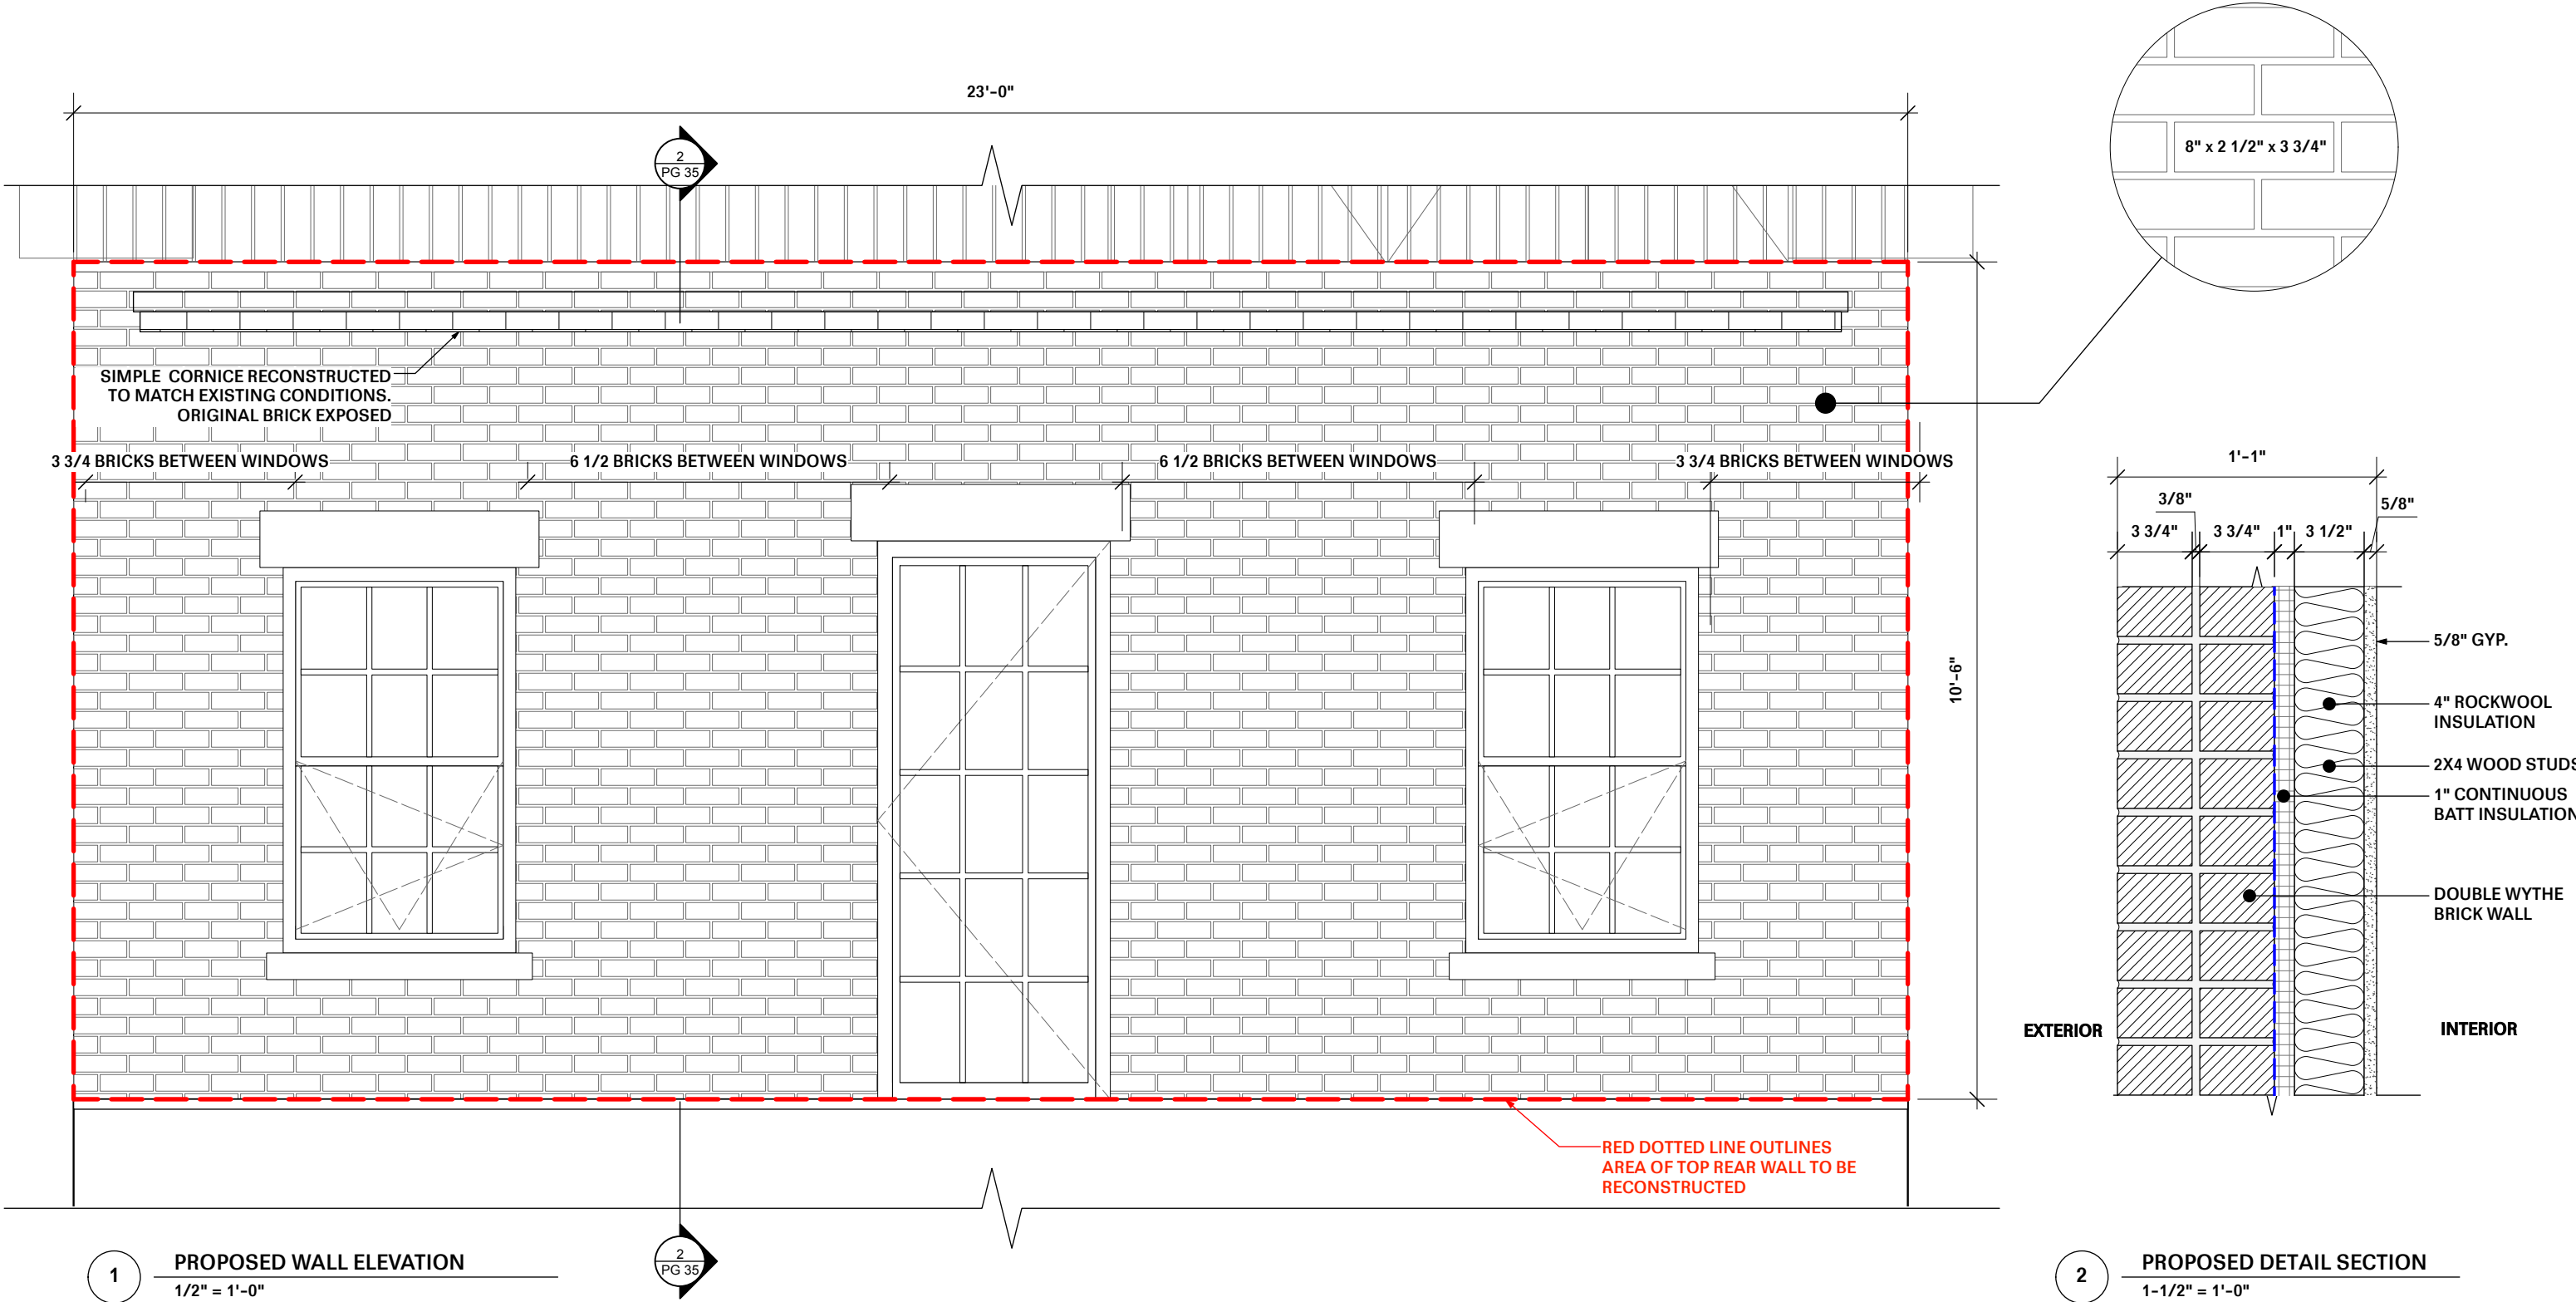 23'-0"
2
PG 35
8" x 2 1/2" x 3 3/4"
SIMPLE CORNICE RECONSTRUCTED
TO MATCH EXISTING CONDITIONS.
ORIGINAL BRICK EXPOSED
3 3/4 BRICKS BETWEEN WINDOWS
6 1/2 BRICKS BETWEEN WINDOWS
6 1/2 BRICKS BETWEEN WINDOWS
3 3/4 BRICKS BETWEEN WINDOWS
10'-6"
RED DOTTED LINE OUTLINES
AREA OF TOP REAR WALL TO BE
RECONSTRUCTED
2
PG 35
1
PROPOSED WALL ELEVATION
1/2" = 1'-0"
1'-1"
3/8"
5/8"
3 3/4"
3 3/4"
1"
3 1/2"
5/8" GYP.
4" ROCKWOOL
INSULATION
2X4 WOOD STUDS
1" CONTINUOUS
BATT INSULATION
DOUBLE WYTHE
BRICK WALL
EXTERIOR
INTERIOR
2
PROPOSED DETAIL SECTION
1-1/2" = 1'-0"